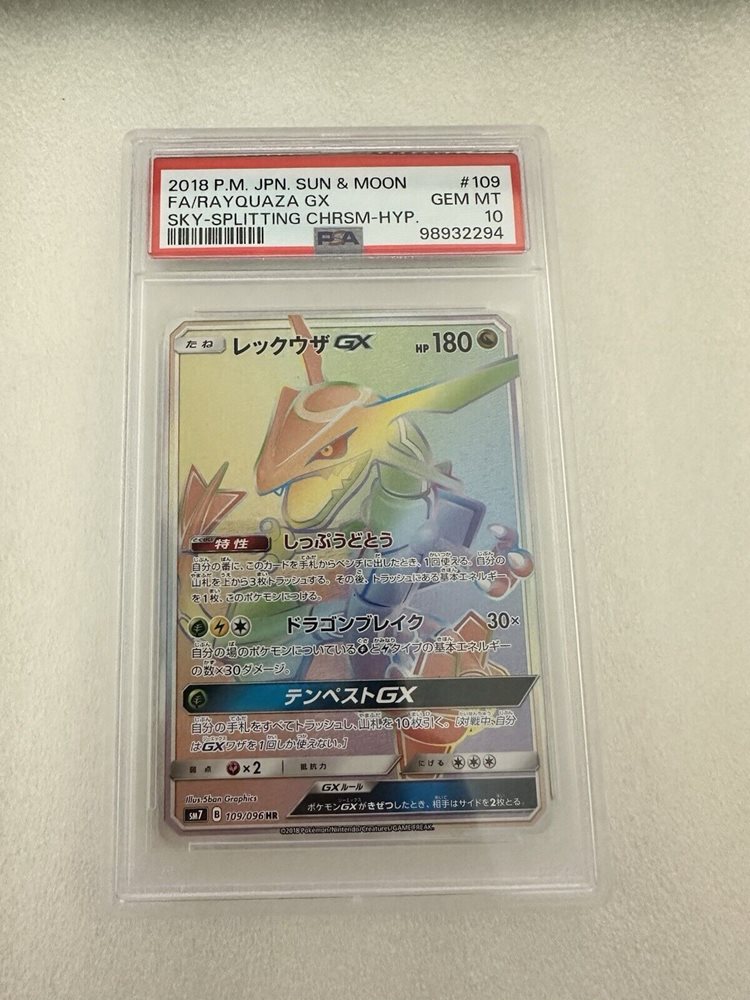 2018 P.M. JPN. SUN & MOON #109
FA/RAYQUAZA GX GEM MT
SKY-SPLITTING CHRSM-HYP. 10
PSA 98932294
たね レックウザGX HP 180
特性 しっぷうどとう
自分の番に、このカードを手札からベンチに出したとき、1回使える。自分の
山札を上から3枚トラッシュする。その後、トラッシュにある基本エネルギー
を1枚、このポケモンにつける。
ドラゴンブレイク 30×
自分の場のポケモンについている と タイプの基本エネルギー
の数×30ダメージ。
テンペストGX
自分の手札をすべてトラッシュし、山札を10枚引く。[対戦中、自分
はGXワザを1回しか使えない。]
弱点 ×2 抵抗力 にげる
GXルール
ポケモンGXがきぜつしたとき、相手はサイドを2枚とる。
Illus. 5ban Graphics
SM7 B 109/096 HR
©2018 Pokémon/Nintendo/Creatures/GAME FREAK.